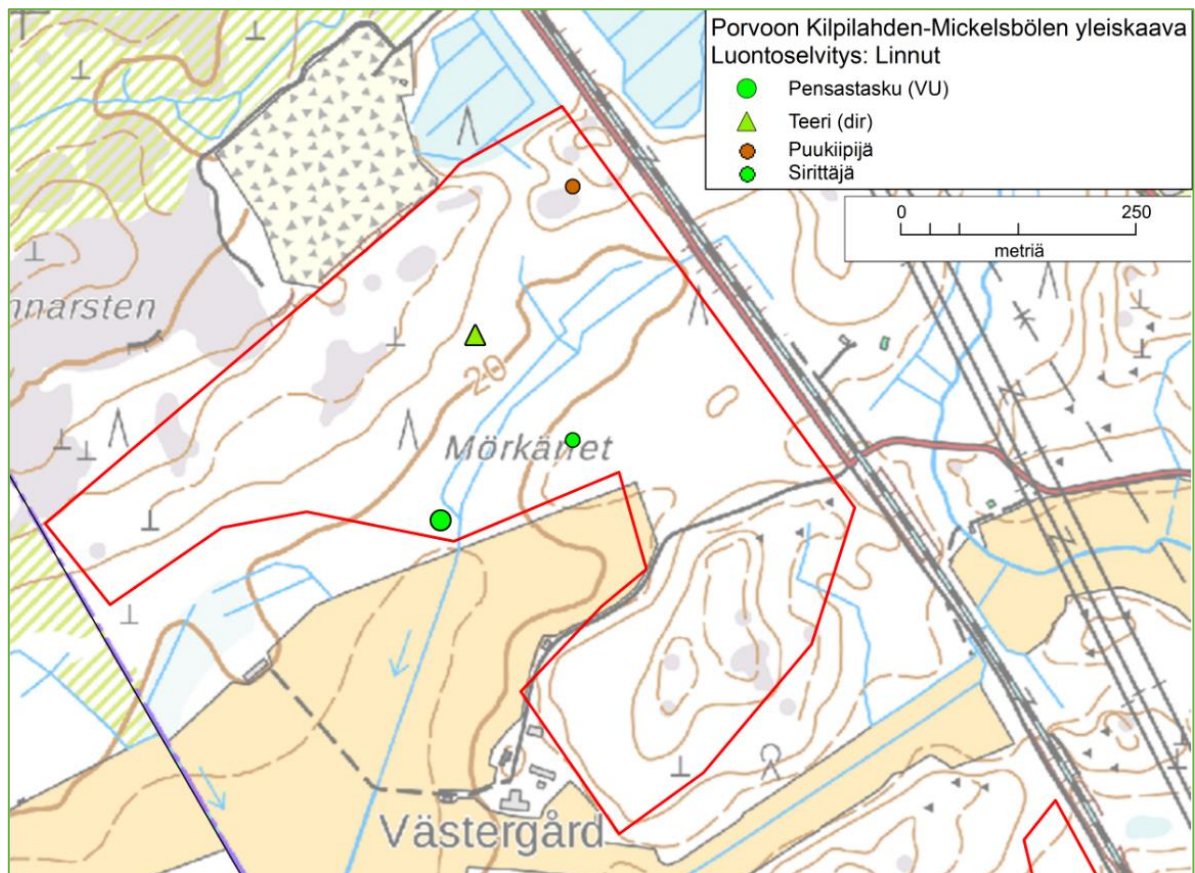 Porvoon Kilpilahden-Mickelsbölen yleiskaava
Luontoselvitys: Linnut
Pensastasku (VU)
Teeri (dir)
Puukiipijä
Sirittäjä
0 250
metriä
nnarsten
20
Mörkärret
Västergård